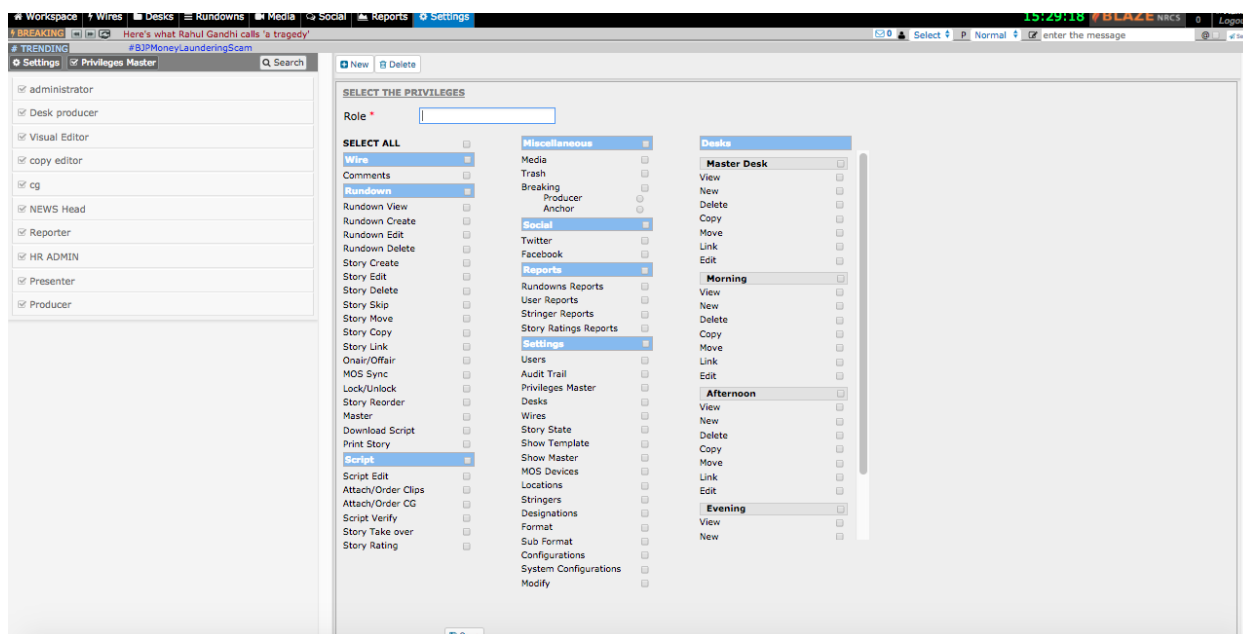 Workspace Wires Desks Rundowns Media Social Reports Settings 15:29:18 BLAZE NRCS 0 Logou
BREAKING Here's what Rahul Gandhi calls 'a tragedy' 0 Select P Normal enter the message @
# TRENDING #BJPMoneyLaunderingScam
Settings Privileges Master Search
administrator
Desk producer
Visual Editor
copy editor
cg
NEWS Head
Reporter
HR ADMIN
Presenter
Producer
New Delete
SELECT THE PRIVILEGES
Role *
SELECT ALL
Wire
Comments
Rundown
Rundown View
Rundown Create
Rundown Edit
Rundown Delete
Story Create
Story Edit
Story Delete
Story Skip
Story Move
Story Copy
Story Link
Onair/Offair
MOS Sync
Lock/Unlock
Story Reorder
Master
Download Script
Print Story
Script
Script Edit
Attach/Order Clips
Attach/Order CG
Script Verify
Story Take over
Story Rating
Miscellaneous
Media
Trash
Breaking
Producer
Anchor
Social
Twitter
Facebook
Reports
Rundowns Reports
User Reports
Stringer Reports
Story Ratings Reports
Settings
Users
Audit Trail
Privileges Master
Desks
Wires
Story State
Show Template
Show Master
MOS Devices
Locations
Stringers
Designations
Format
Sub Format
Configurations
System Configurations
Modify
Desks
Master Desk
View
New
Delete
Copy
Move
Link
Edit
Morning
View
New
Delete
Copy
Move
Link
Edit
Afternoon
View
New
Delete
Copy
Move
Link
Edit
Evening
View
New